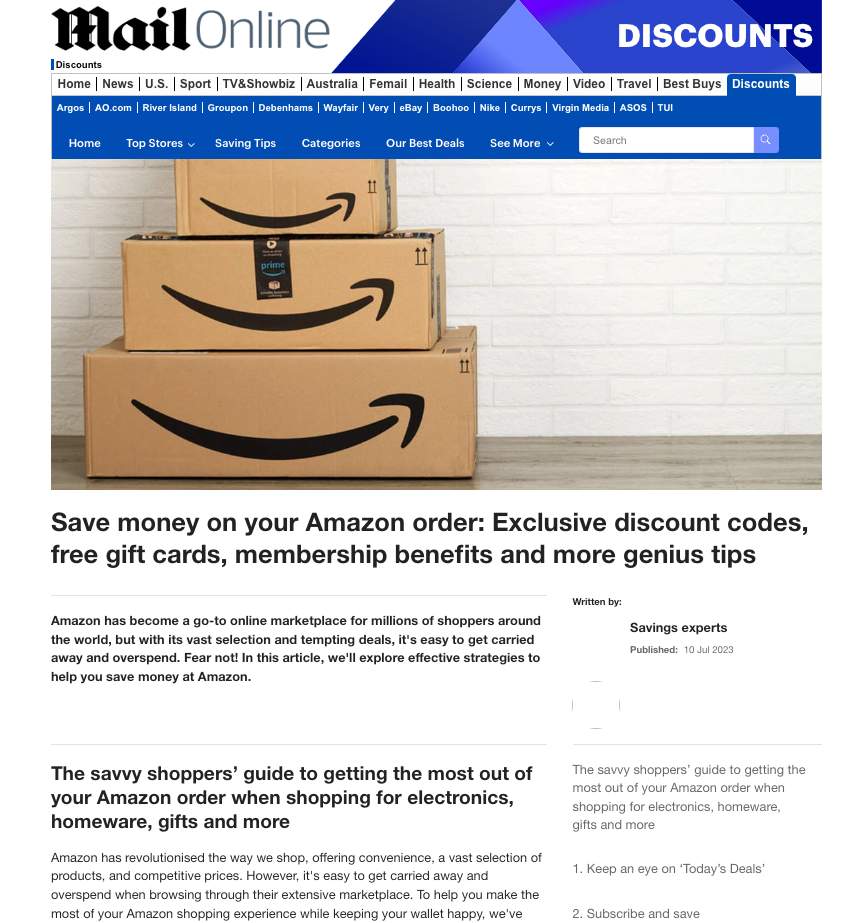 Mail Online
DISCOUNTS
Discounts
Home News U.S. Sport TV&Showbiz Australia Femail Health Science Money Video Travel Best Buys Discounts
Argos AO.com River Island Groupon Debenhams Wayfair Very eBay Boohoo Nike Currys Virgin Media ASOS TUI
Home Top Stores Saving Tips Categories Our Best Deals See More Search
prime
Save money on your Amazon order: Exclusive discount codes,
free gift cards, membership benefits and more genius tips
Amazon has become a go-to online marketplace for millions of shoppers around
the world, but with its vast selection and tempting deals, it's easy to get carried
away and overspend. Fear not! In this article, we'll explore effective strategies to
help you save money at Amazon.
Written by:
Savings experts
Published: 10 Jul 2023
The savvy shoppers’ guide to getting the most out of
your Amazon order when shopping for electronics,
homeware, gifts and more
Amazon has revolutionised the way we shop, offering convenience, a vast selection of
products, and competitive prices. However, it's easy to get carried away and
overspend when browsing through their extensive marketplace. To help you make the
most of your Amazon shopping experience while keeping your wallet happy, we've
The savvy shoppers’ guide to getting the
most out of your Amazon order when
shopping for electronics, homeware,
gifts and more
1. Keep an eye on ‘Today’s Deals’
2. Subscribe and save